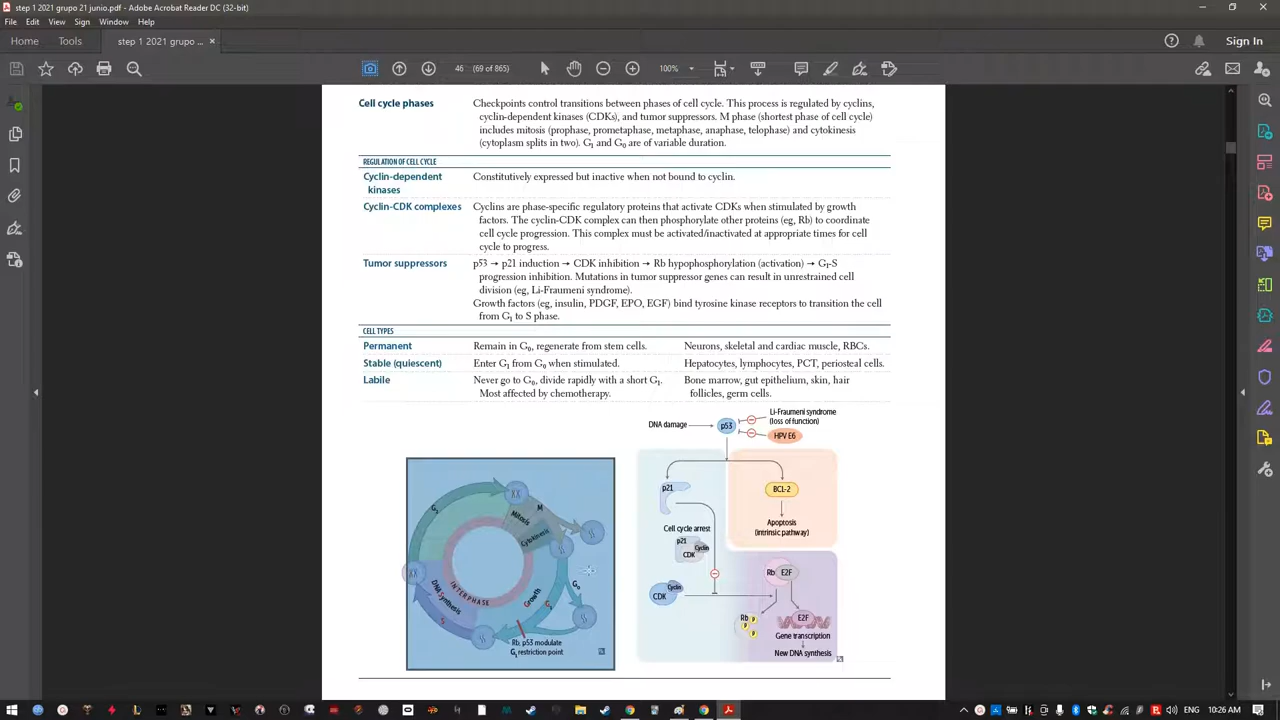 step 1 2021 grupo 21 junio.pdf - Adobe Acrobat Reader DC (32-bit)
File Edit View Sign Window Help
Home Tools step 1 2021 grupo ... × Sign In
46 (69 of 865) 100%
Cell cycle phases
Checkpoints control transitions between phases of cell cycle. This process is regulated by cyclins,
cyclin-dependent kinases (CDKs), and tumor suppressors. M phase (shortest phase of cell cycle)
includes mitosis (prophase, prometaphase, metaphase, anaphase, telophase) and cytokinesis
(cytoplasm splits in two). G₁ and G₀ are of variable duration.
REGULATION OF CELL CYCLE
Cyclin-dependent
kinases
Constitutively expressed but inactive when not bound to cyclin.
Cyclin-CDK complexes
Cyclins are phase-specific regulatory proteins that activate CDKs when stimulated by growth
factors. The cyclin-CDK complex can then phosphorylate other proteins (eg, Rb) to coordinate
cell cycle progression. This complex must be activated/inactivated at appropriate times for cell
cycle to progress.
Tumor suppressors
p53 → p21 induction → CDK inhibition → Rb hypophosphorylation (activation) → G₁-S
progression inhibition. Mutations in tumor suppressor genes can result in unrestrained cell
division (eg, Li-Fraumeni syndrome).
Growth factors (eg, insulin, PDGF, EPO, EGF) bind tyrosine kinase receptors to transition the cell
from G₁ to S phase.
CELL TYPES
Permanent
Remain in G₀, regenerate from stem cells.
Neurons, skeletal and cardiac muscle, RBCs.
Stable (quiescent)
Enter G₁ from G₀ when stimulated.
Hepatocytes, lymphocytes, PCT, periosteal cells.
Labile
Never go to G₀, divide rapidly with a short G₁.
Most affected by chemotherapy.
Bone marrow, gut epithelium, skin, hair
follicles, germ cells.
G₂
M
Mitosis
Cytokinesis
G₀
Growth
G₁
INTERPHASE
DNA Synthesis
S
Rb, p53 modulate
G₁ restriction point
DNA damage
p53
Li-Fraumeni syndrome
(loss of function)
HPV E6
p21
BCL-2
Cell cycle arrest
Apoptosis
(intrinsic pathway)
p21
Cyclin
CDK
Rb E2F
Cyclin
CDK
Rb
P
P
P
E2F
Gene transcription
New DNA synthesis
ENG 10:26 AM